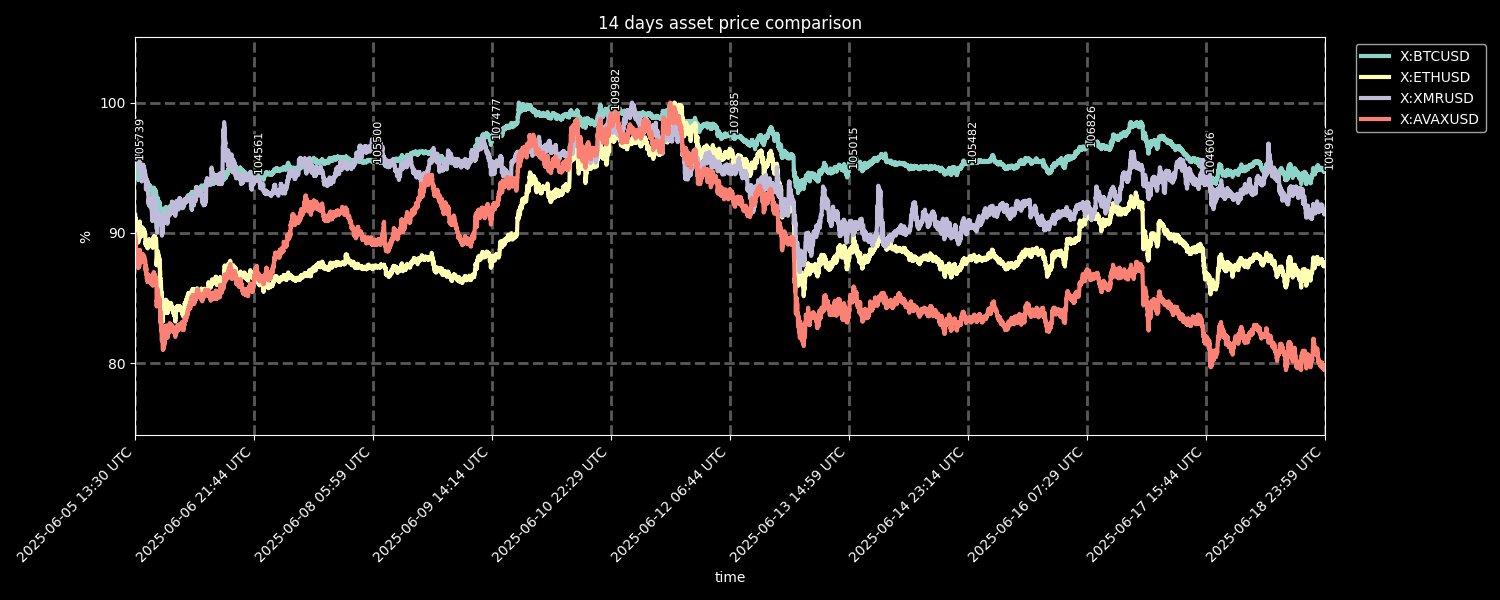 14 days asset price comparison
X:BTCUSD
X:ETHUSD
X:XMRUSD
X:AVAXUSD
100
90
80
%
105739
104561
105500
107477
109982
107985
105015
105482
106826
104606
104916
2025-06-05 13:30 UTC
2025-06-06 21:44 UTC
2025-06-08 05:59 UTC
2025-06-09 14:14 UTC
2025-06-10 22:29 UTC
2025-06-12 06:44 UTC
2025-06-13 14:59 UTC
2025-06-14 23:14 UTC
2025-06-16 07:29 UTC
2025-06-17 15:44 UTC
2025-06-18 23:59 UTC
time